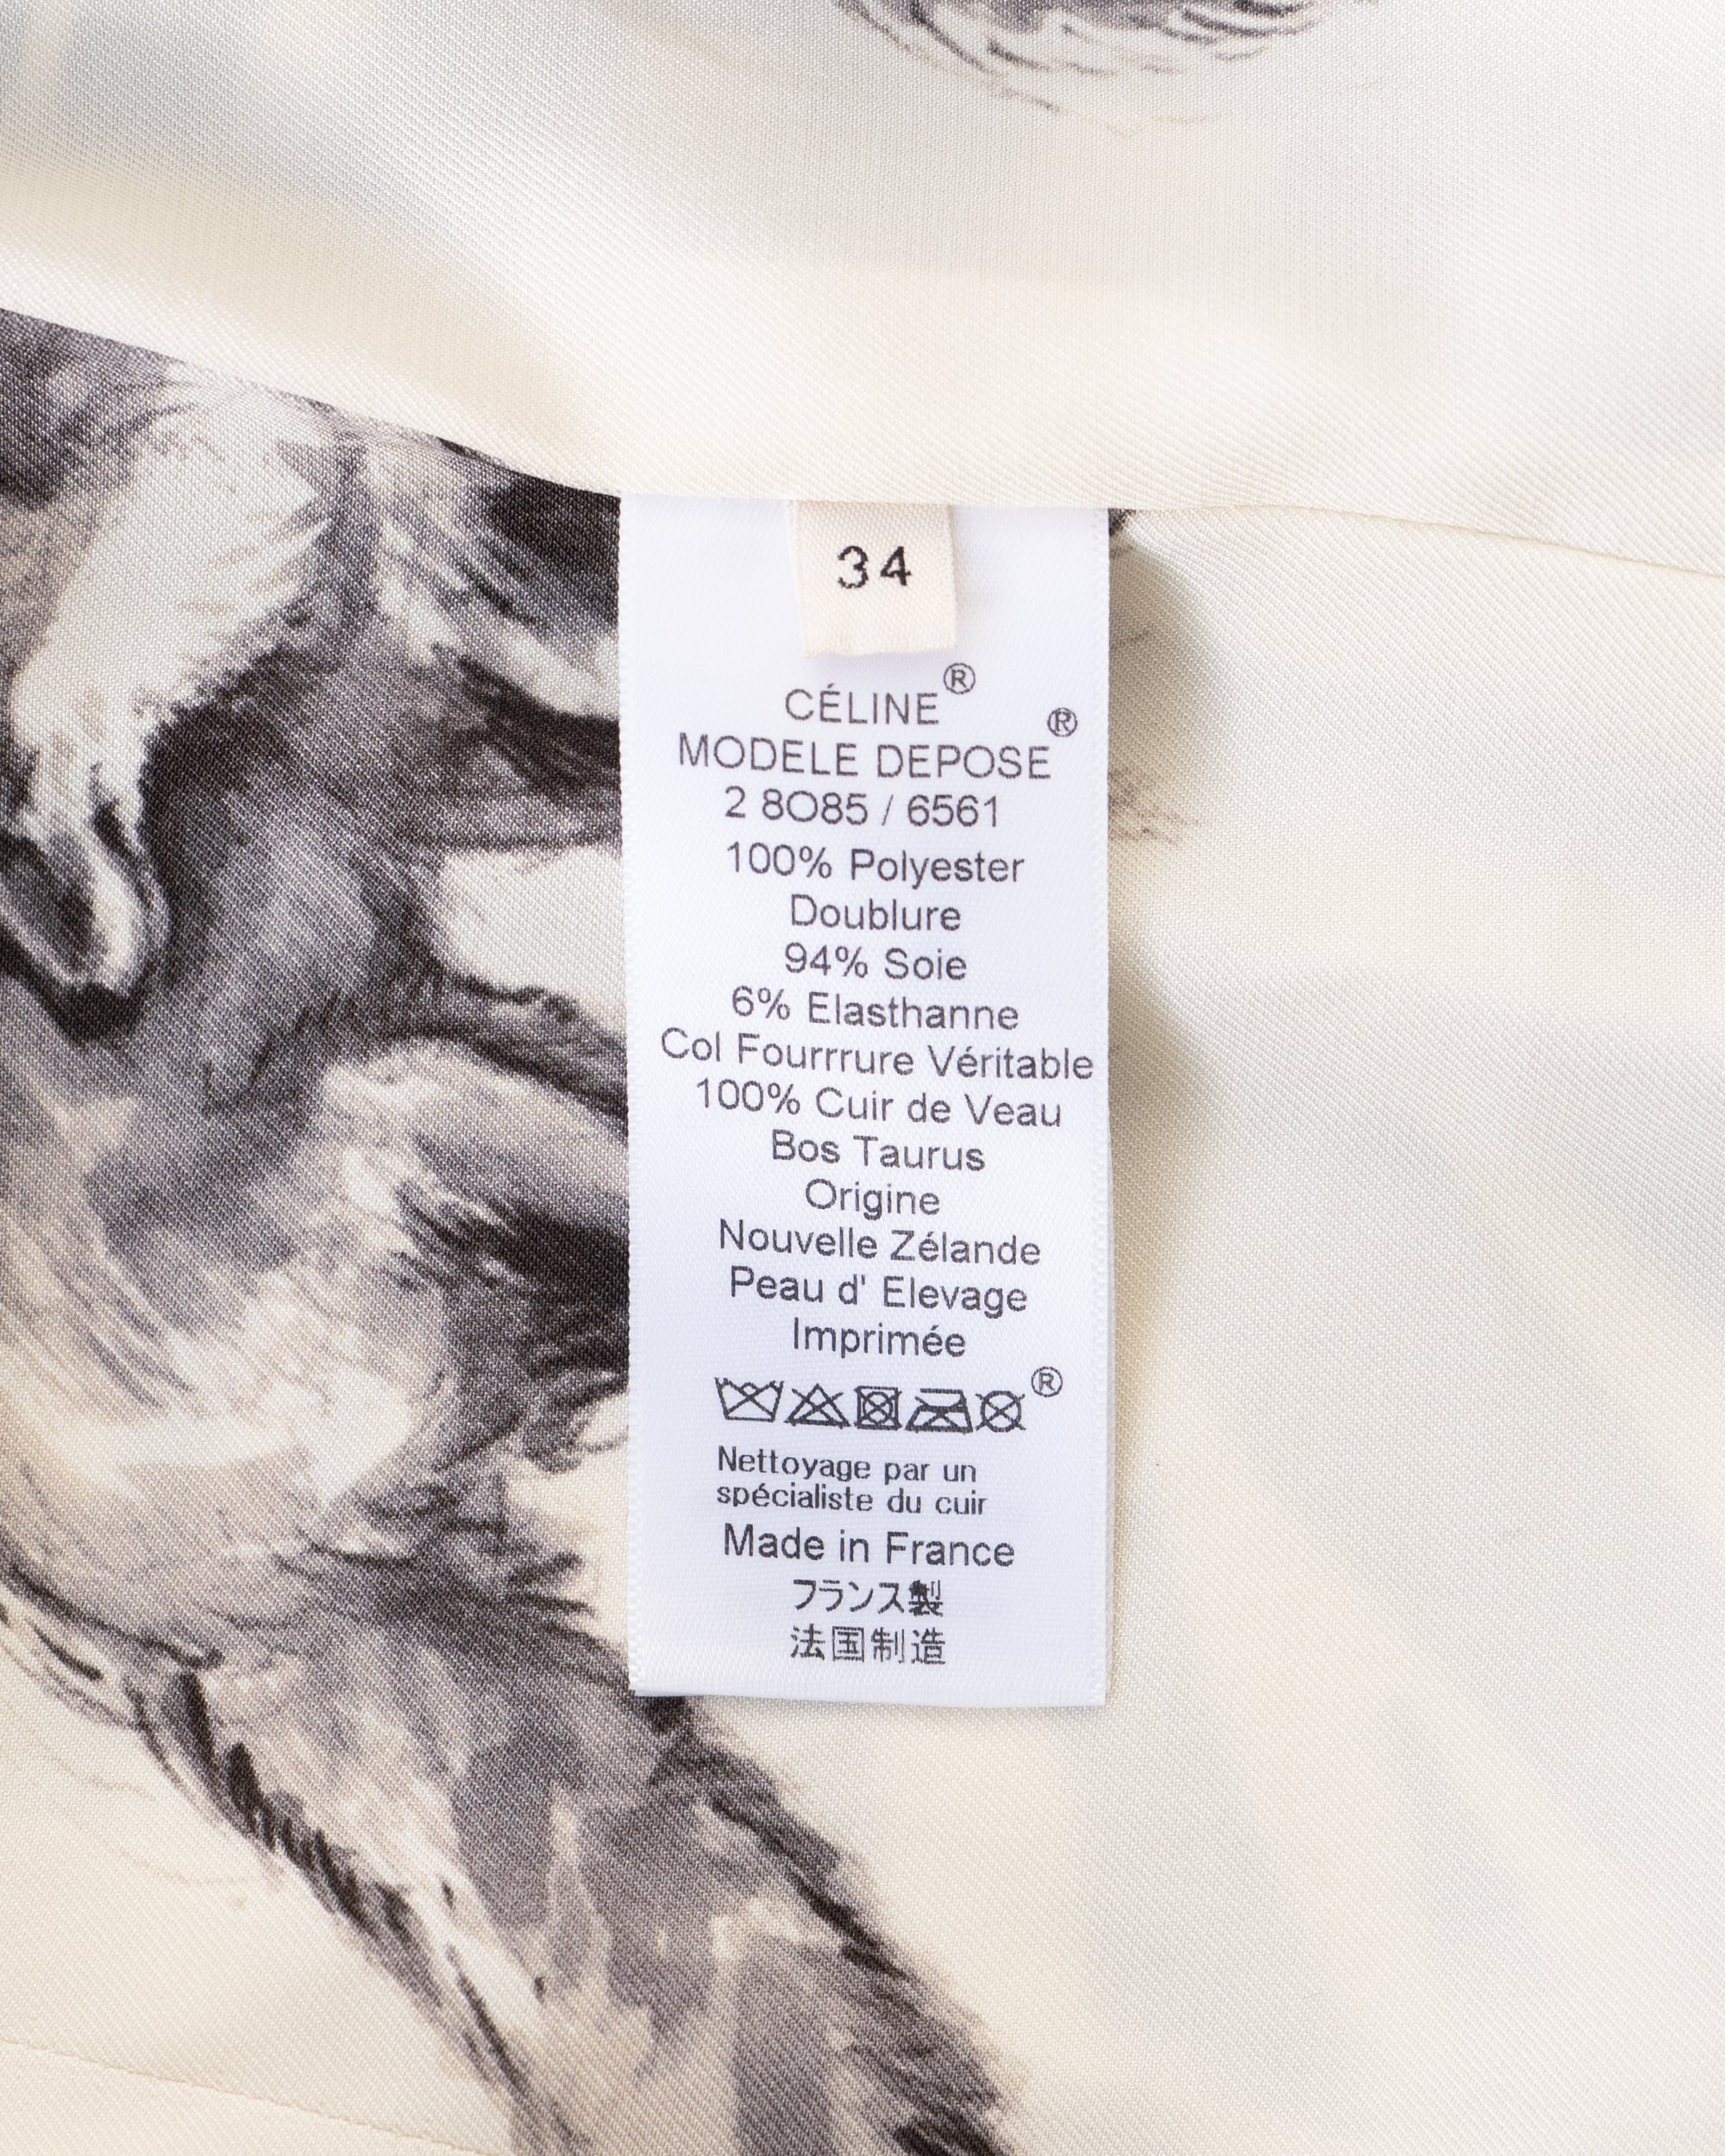 34
CÉLINE®
MODELE DEPOSE®
2 8O85 / 6561
100% Polyester
Doublure
94% Soie
6% Elasthanne
Col Fourrrure Véritable
100% Cuir de Veau
Bos Taurus
Origine
Nouvelle Zélande
Peau d' Elevage
Imprimée
®
Nettoyage par un
spécialiste du cuir
Made in France
フランス製
法国制造